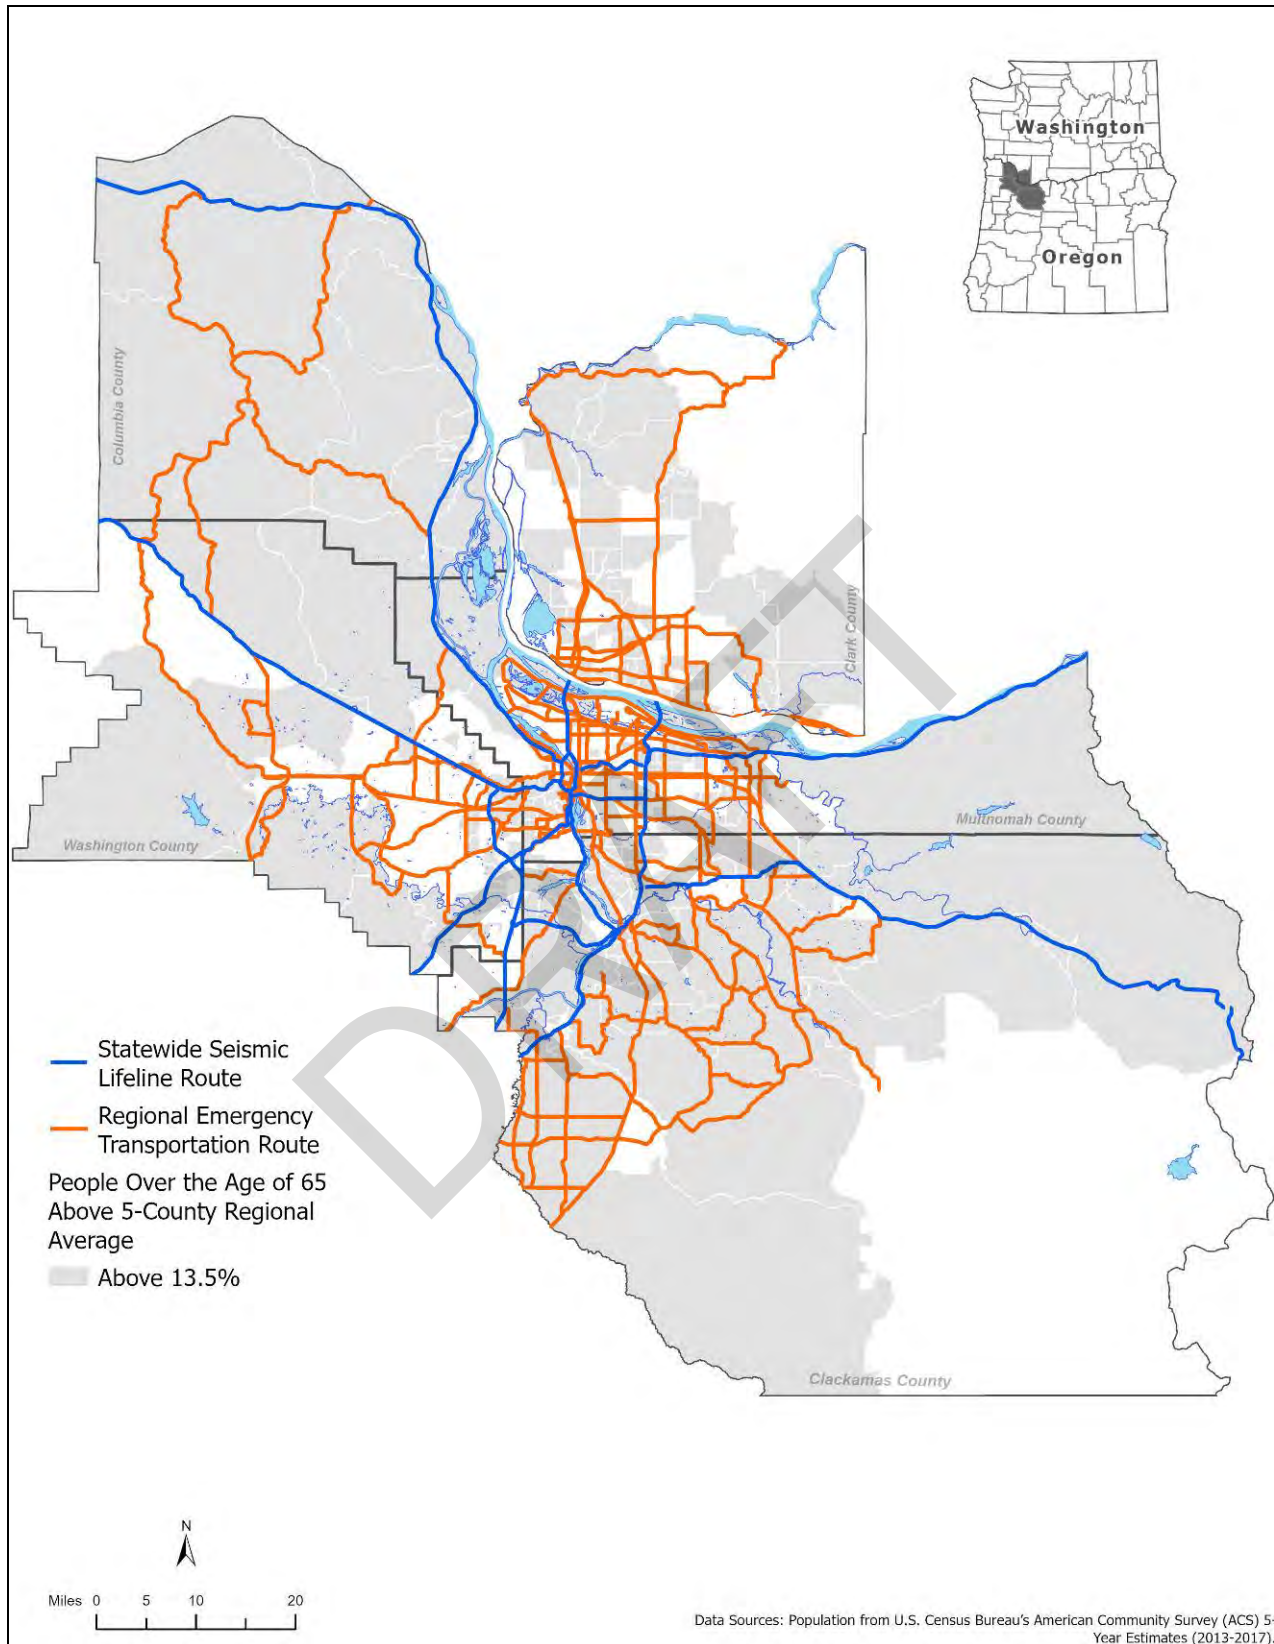 Washington
Oregon
Columbia County
Clark County
Multnomah County
Washington County
DRAFT
Statewide Seismic
Lifeline Route
Regional Emergency
Transportation Route
People Over the Age of 65
Above 5-County Regional
Average
Above 13.5%
Clackamas County
N
Miles 0 5 10 20
Data Sources: Population from U.S. Census Bureau's American Community Survey (ACS) 5-
Year Estimates (2013-2017).